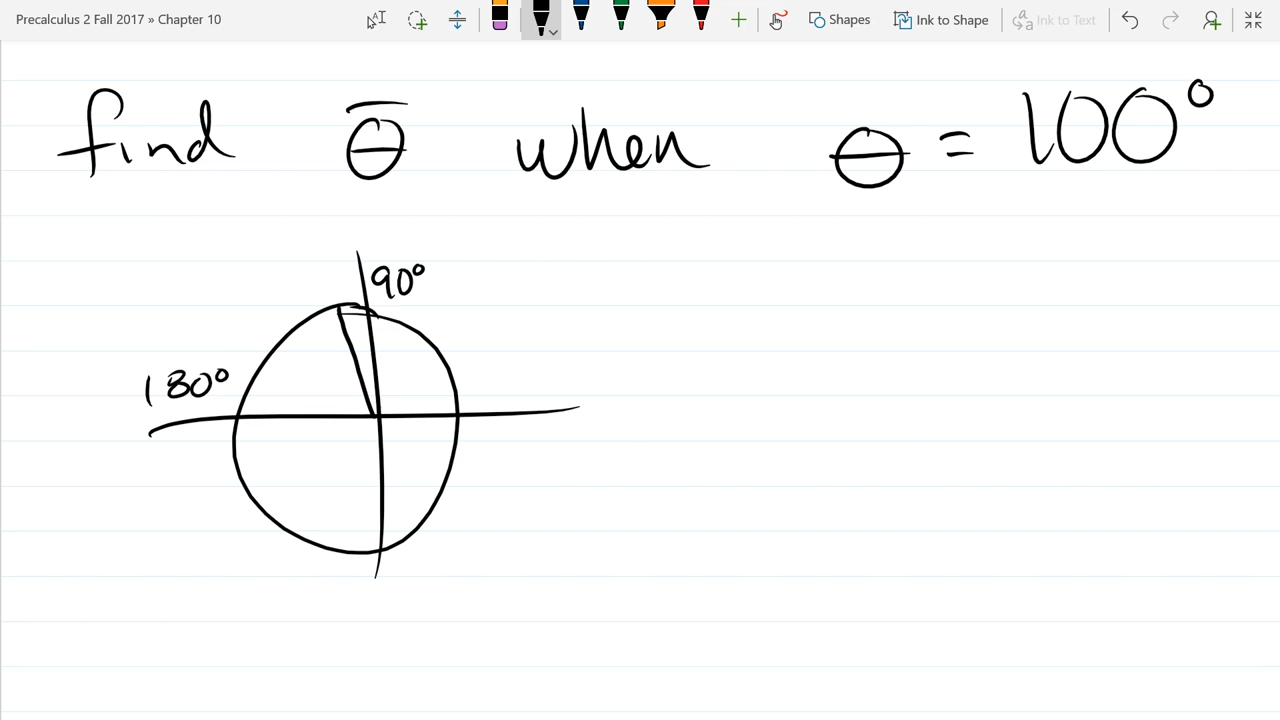 Precalculus 2 Fall 2017 » Chapter 10
Shapes
Ink to Shape
Ink to Text
find θ̅ when θ = 100°
90°
180°